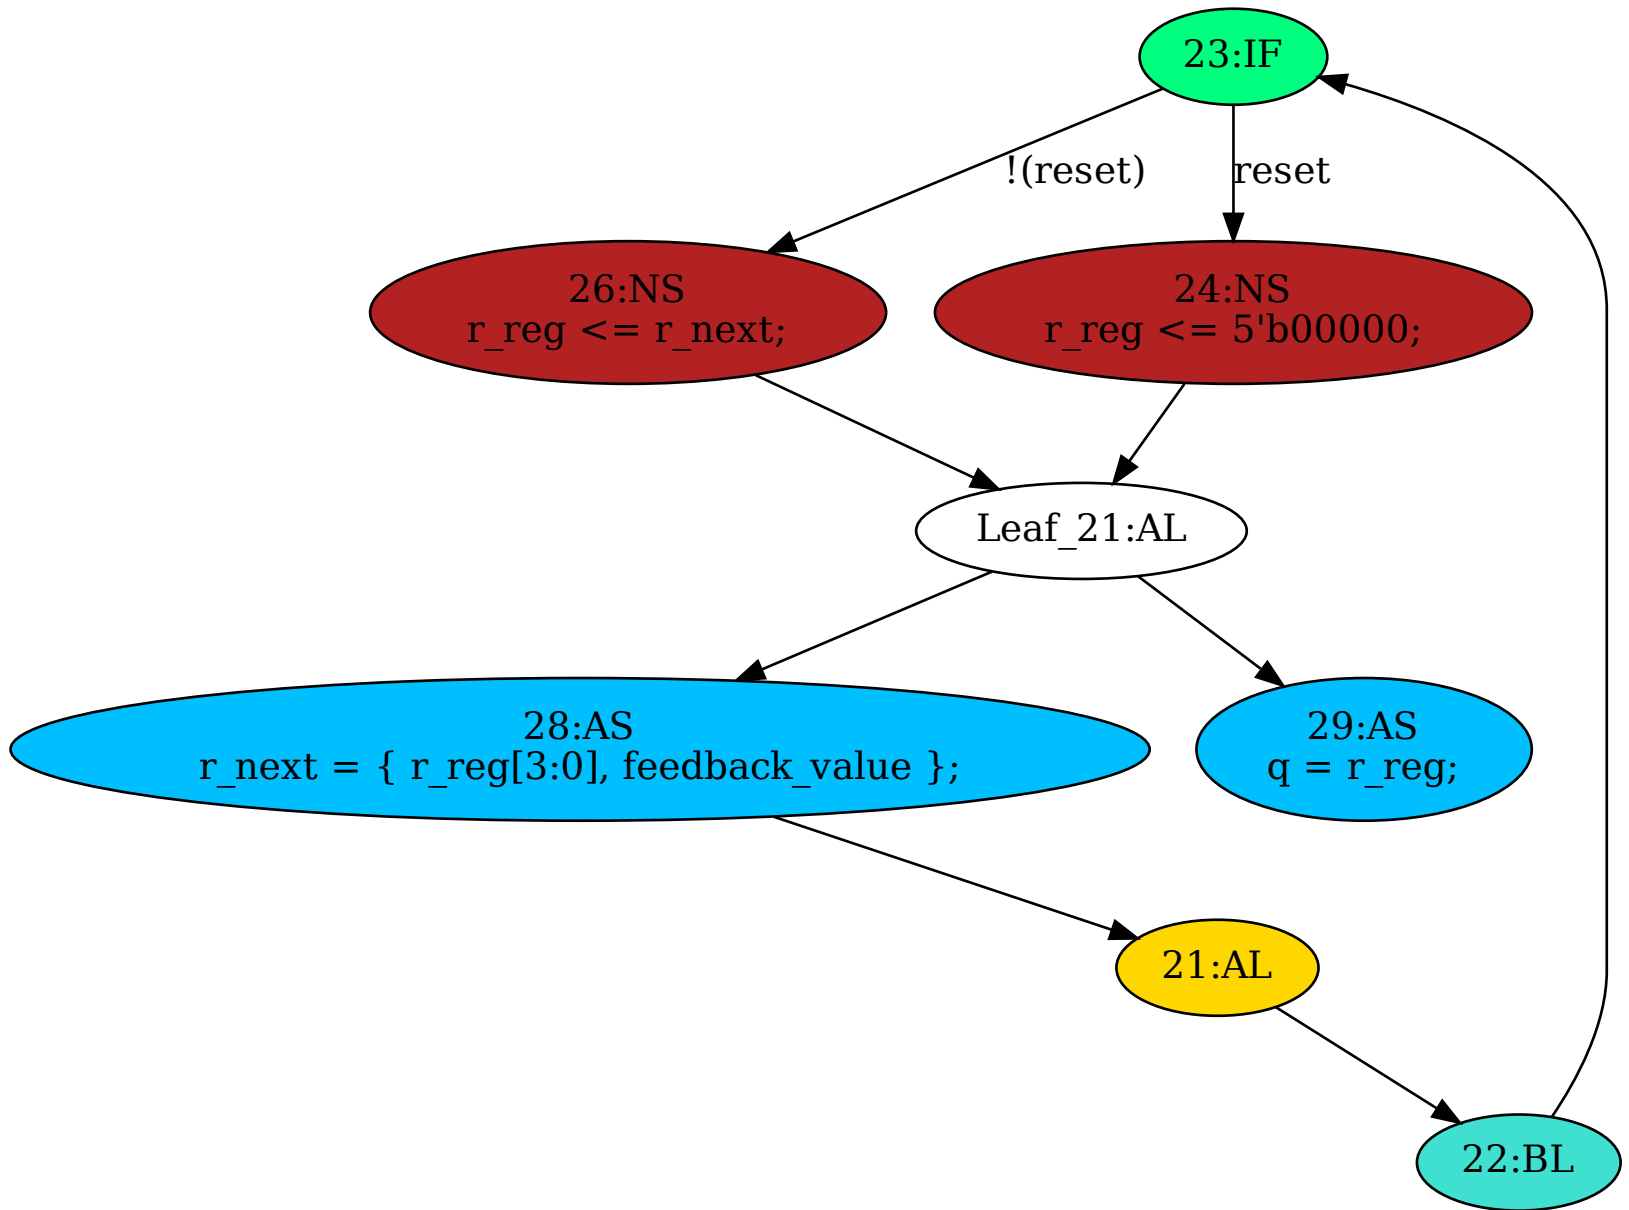 23:IF
!(reset)
reset
26:NS
r_reg <= r_next;
24:NS
r_reg <= 5'b00000;
Leaf_21:AL
28:AS
r_next = { r_reg[3:0], feedback_value };
29:AS
q = r_reg;
21:AL
22:BL